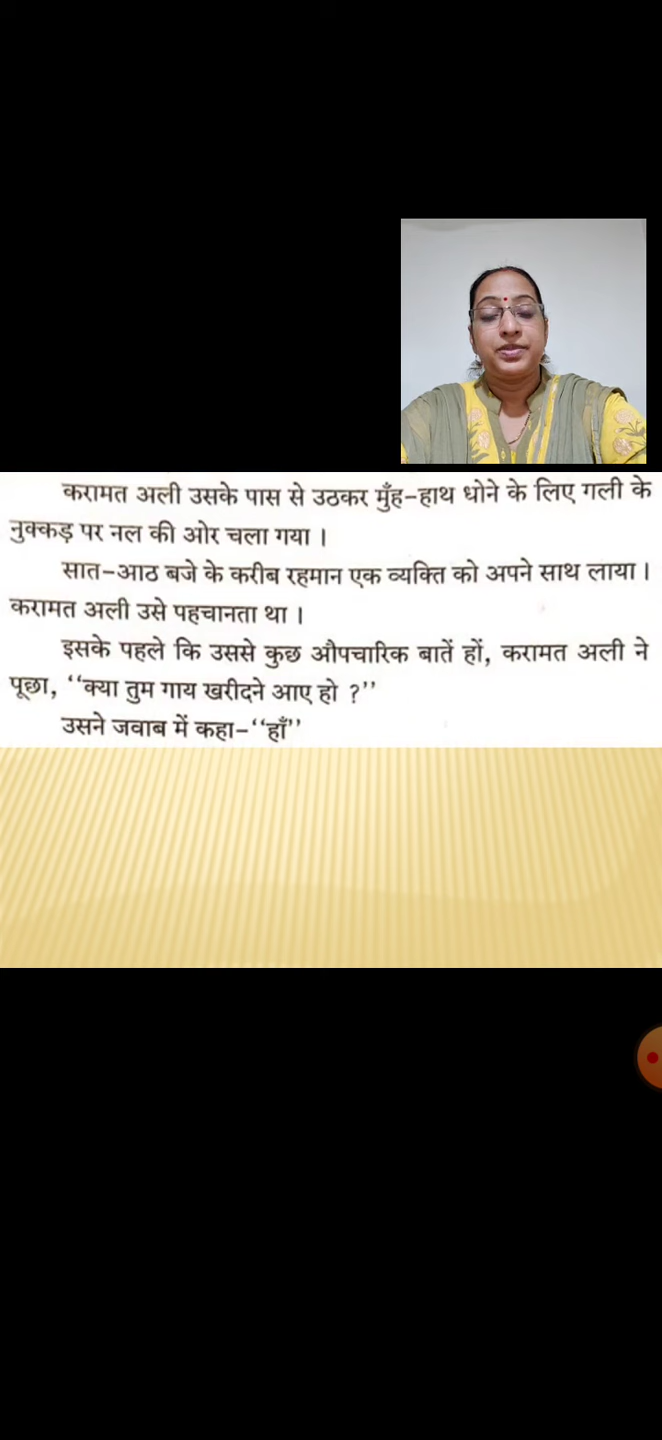 करामत अली उसके पास से उठकर मुँह-हाथ धोने के लिए गली के
नुक्कड़ पर नल की ओर चला गया ।
सात-आठ बजे के करीब रहमान एक व्यक्ति को अपने साथ लाया ।
करामत अली उसे पहचानता था ।
इसके पहले कि उससे कुछ औपचारिक बातें हों, करामत अली ने
पूछा, ‘‘क्या तुम गाय खरीदने आए हो ?’’
उसने जवाब में कहा-‘‘हाँ’’